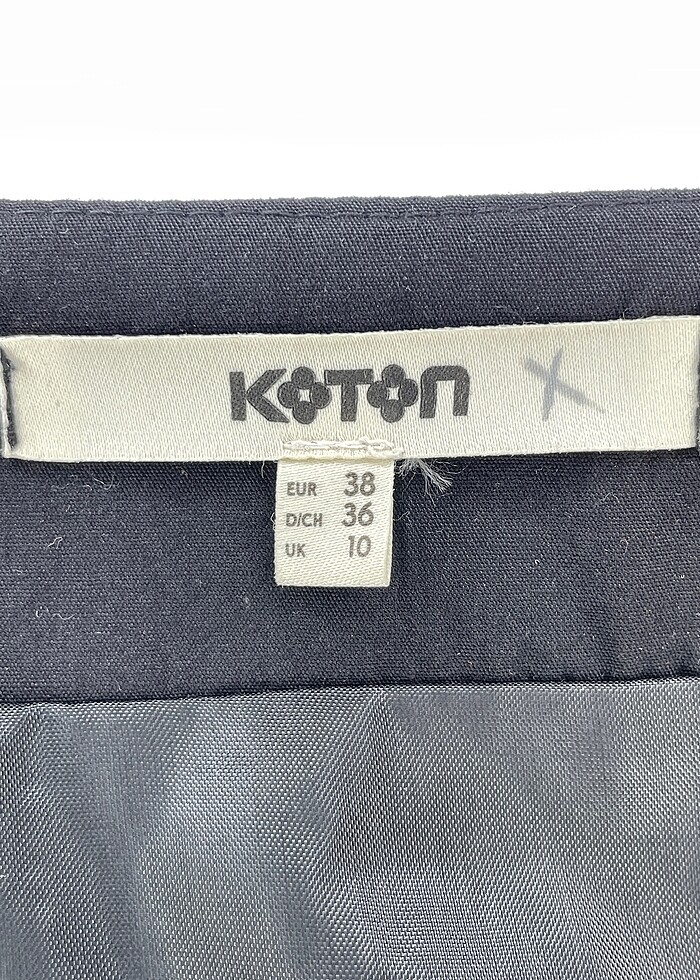 KOTON X
EUR 38
D/CH 36
UK 10